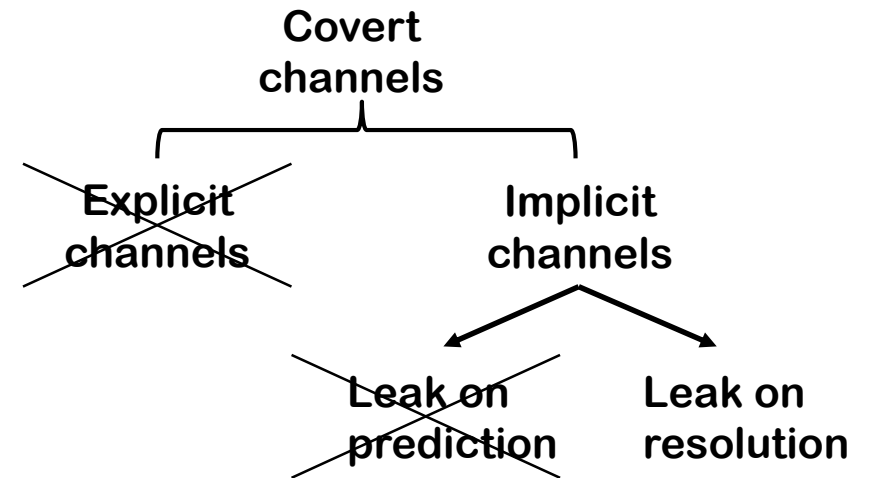 Covert
channels
Explicit
channels
Implicit
channels
Leak on
prediction
Leak on
resolution